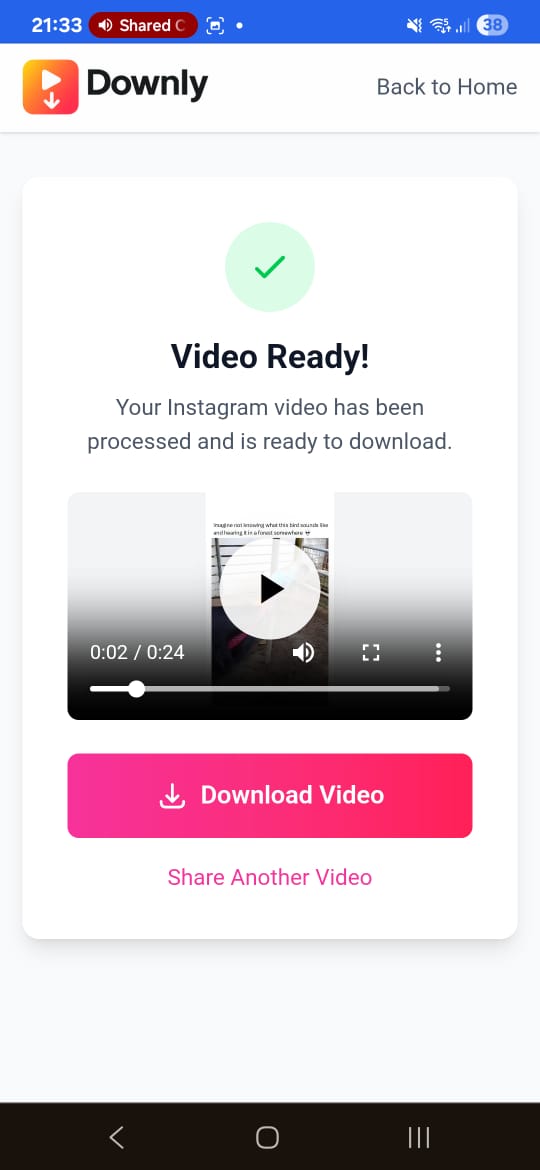 21:33 Shared C 38
Downly
Back to Home
Video Ready!
Your Instagram video has been
processed and is ready to download.
Imagine not knowing what this bird sounds like
and hearing it in a forest somewhere 💀
0:02 / 0:24
Download Video
Share Another Video